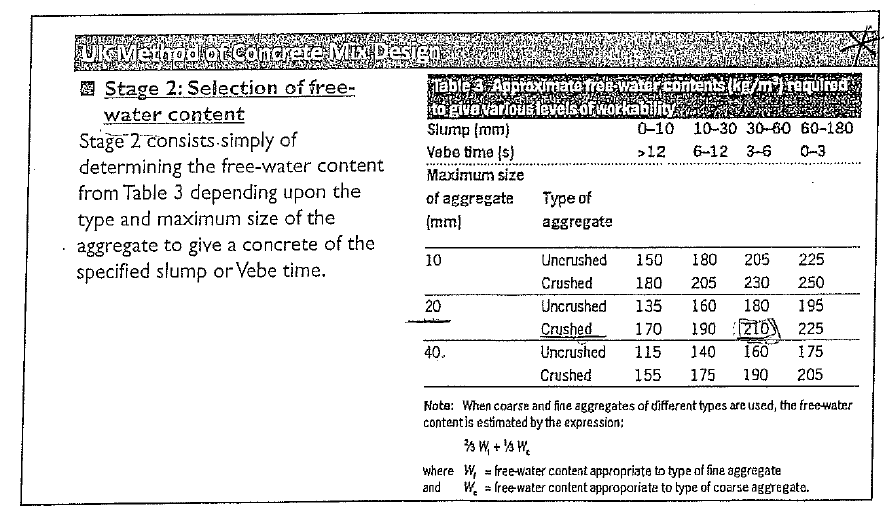 UK Method of Concrete Mix Design
Stage 2: Selection of free-
water content
Stage 2 consists simply of
determining the free-water content
from Table 3 depending upon the
type and maximum size of the
aggregate to give a concrete of the
specified slump or Vebe time.
Table 3 Approximate free-water contents (kg/m³) required
to give various levels of workability
Slump (mm) 0–10 10–30 30–60 60–180
Vebe time (s) >12 6–12 3–6 0–3
Maximum size
of aggregate Type of
(mm) aggregate
10 Uncrushed 150 180 205 225
Crushed 180 205 230 250
20 Uncrushed 135 160 180 195
Crushed 170 190 210 225
40. Uncrushed 115 140 160 175
Crushed 155 175 190 205
Note: When coarse and fine aggregates of different types are used, the free-water
content is estimated by the expression:
⅔ Wf + ⅓ Wc
where Wf = free-water content appropriate to type of fine aggregate
and Wc = free-water content approporiate to type of coarse aggregate.